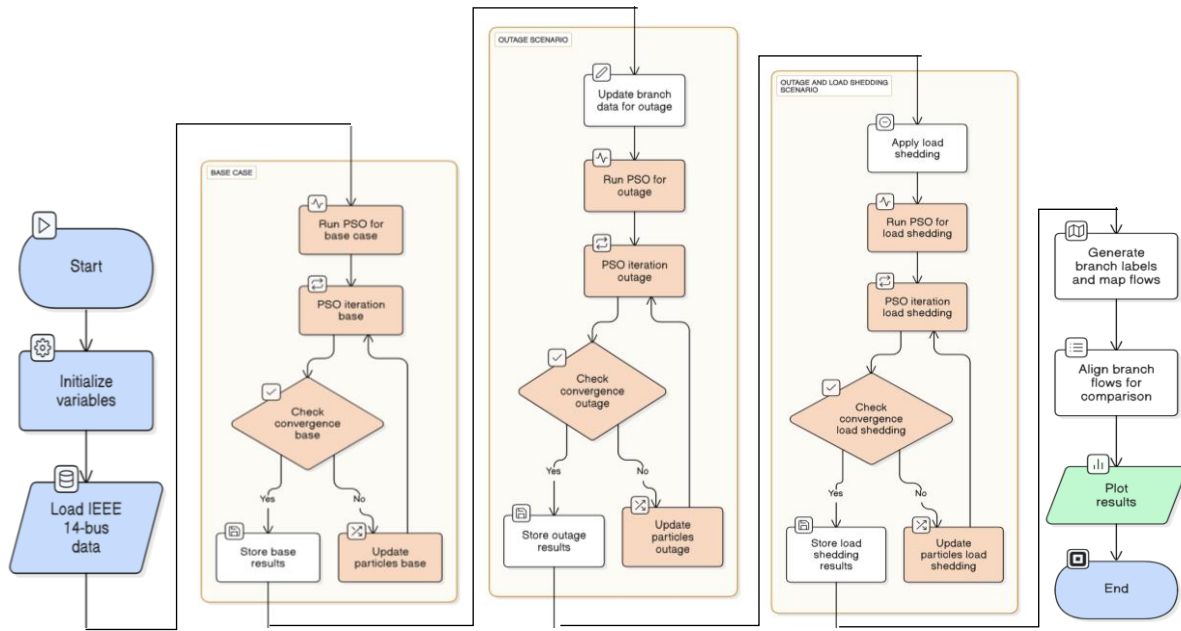 Start
Initialize
variables
Load IEEE
14-bus
data
BASE CASE
Run PSO for
base case
PSO iteration
base
Check
convergence
base
Yes
No
Store base
results
Update
particles base
OUTAGE SCENARIO
Update branch
data for outage
Run PSO for
outage
PSO iteration
outage
Check
convergence
outage
Yes
No
Store outage
results
Update
particles
outage
OUTAGE AND LOAD SHEDDING
SCENARIO
Apply load
shedding
Run PSO for
load shedding
PSO iteration
load shedding
Check
convergence
load shedding
Yes
No
Store load
shedding
results
Update
particles load
shedding
Generate
branch labels
and map flows
Align branch
flows for
comparison
Plot
results
End